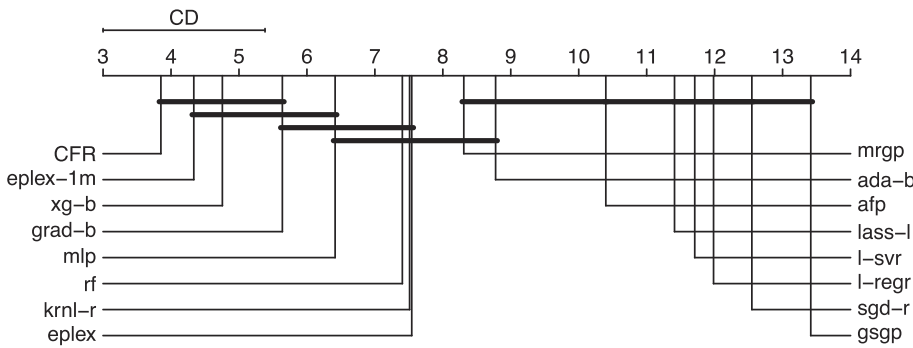 CD
3 4 5 6 7 8 9 10 11 12 13 14
CFR
eplex−1m
xg−b
grad−b
mlp
rf
krnl−r
eplex
mrgp
ada−b
afp
lass−l
l−svr
l−regr
sgd−r
gsgp